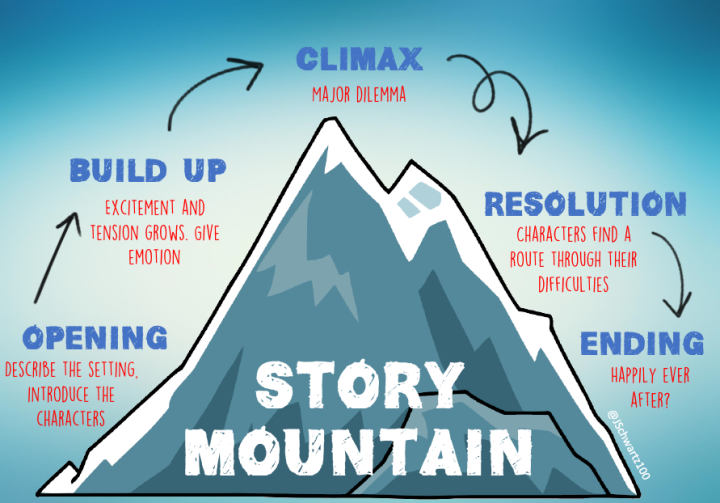 CLIMAX
MAJOR DILEMMA
BUILD UP
EXCITEMENT AND
TENSION GROWS. GIVE
EMOTION
RESOLUTION
CHARACTERS FIND A
ROUTE THROUGH THEIR
DIFFICULTIES
OPENING
DESCRIBE THE SETTING,
INTRODUCE THE
CHARACTERS
ENDING
HAPPILY EVER
AFTER?
STORY
MOUNTAIN
@JSchwartz100